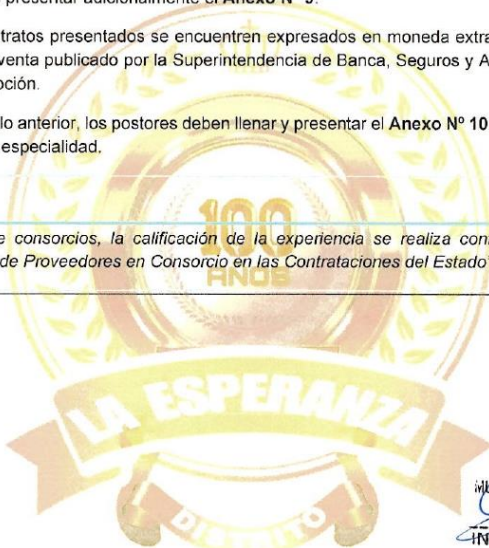 presentar adicionalmente el Anexo Nº 9.
tratos presentados se encuentren expresados en moneda extra
venta publicado por la Superintendencia de Banca, Seguros y A
pción.
lo anterior, los postores deben llenar y presentar el Anexo Nº 10
especialidad.
100
AÑOS
e consorcios, la calificación de la experiencia se realiza con
de Proveedores en Consorcio en las Contrataciones del Estado"
LA ESPERANZA
DISTRITO